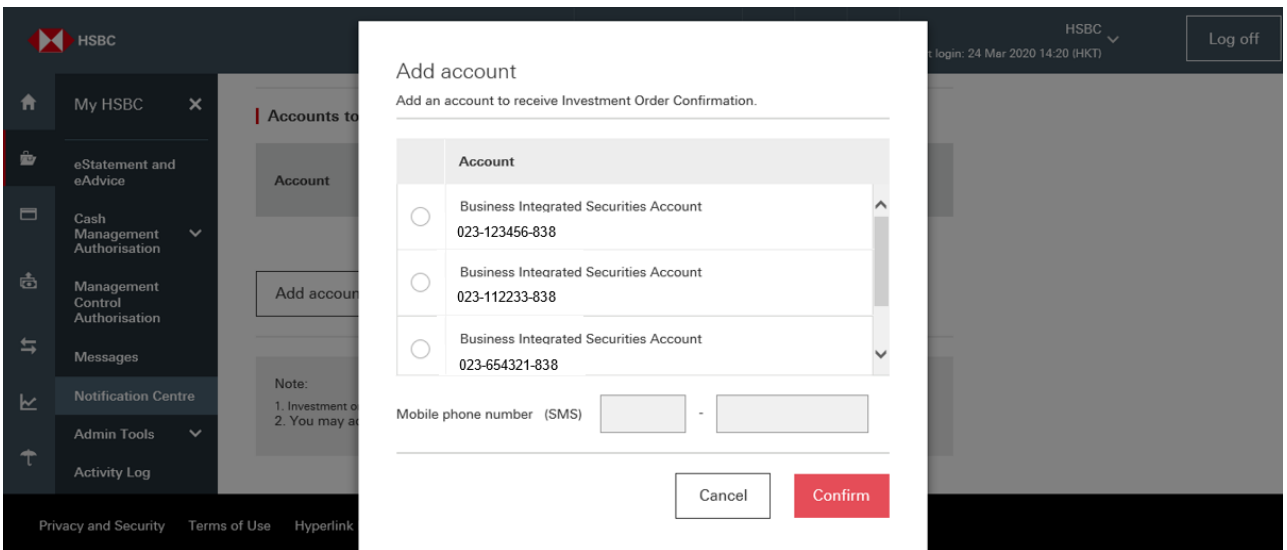 HSBC
HSBC
t login: 24 Mar 2020 14:20 (HKT)
Log off
My HSBC
eStatement and
eAdvice
Cash
Management
Authorisation
Management
Control
Authorisation
Messages
Notification Centre
Admin Tools
Activity Log
Accounts to
Account
Add accoun
Note:
1. Investment o
2. You may a
Add account
Add an account to receive Investment Order Confirmation.
Account
Business Integrated Securities Account
023-123456-838
Business Integrated Securities Account
023-112233-838
Business Integrated Securities Account
023-654321-838
Mobile phone number (SMS) -
Cancel
Confirm
Privacy and Security Terms of Use Hyperlink